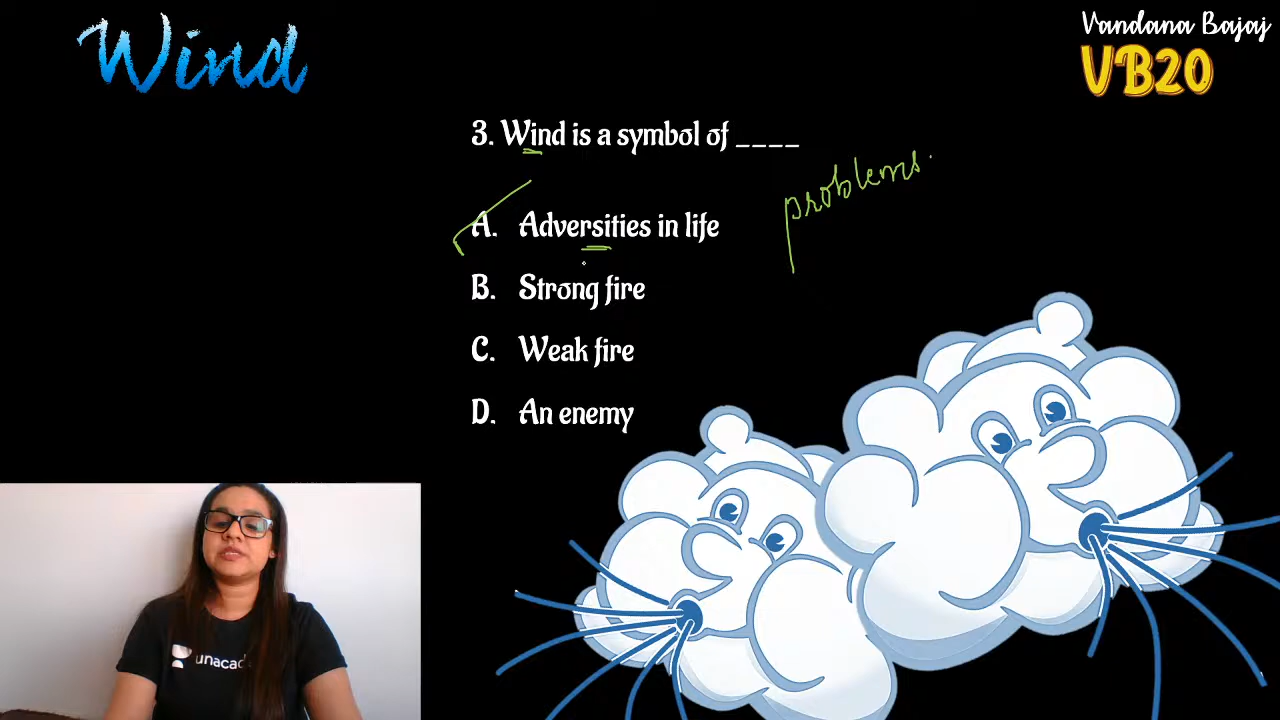 Wind
Vandana Bajaj
VB20
3. Wind is a symbol of ____
problems.
A. Adversities in life
B. Strong fire
C. Weak fire
D. An enemy
unacad